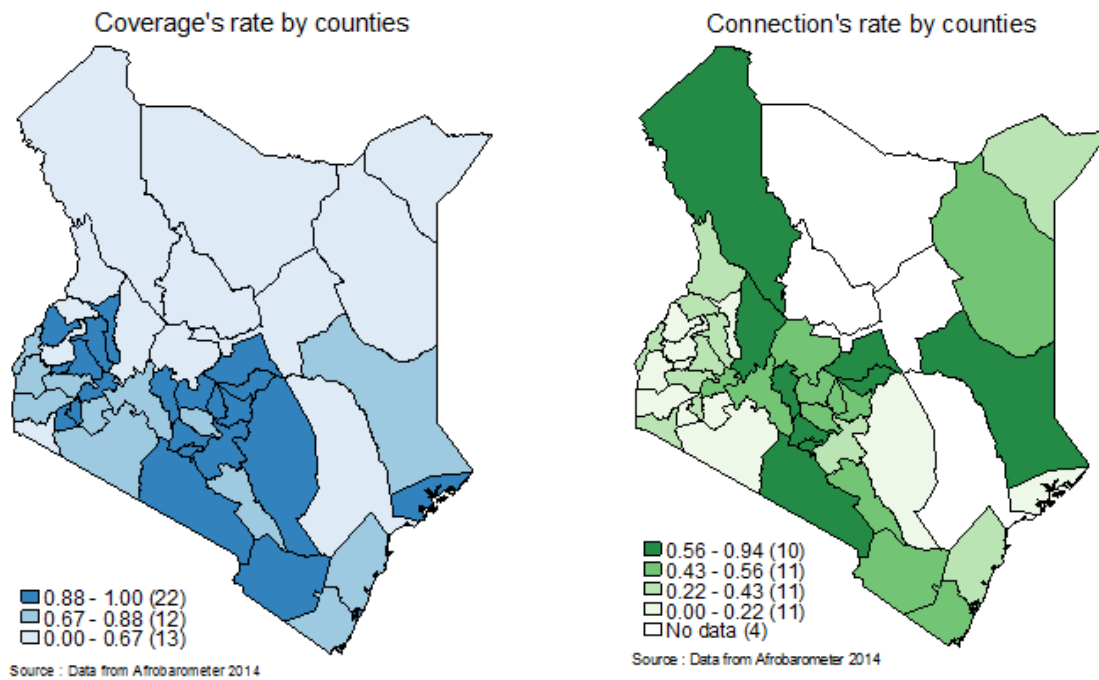 Coverage's rate by counties
0.88 - 1.00 (22)
0.67 - 0.88 (12)
0.00 - 0.67 (13)
Source : Data from Afrobarometer 2014
Connection's rate by counties
0.56 - 0.94 (10)
0.43 - 0.56 (11)
0.22 - 0.43 (11)
0.00 - 0.22 (11)
No data (4)
Source : Data from Afrobarometer 2014